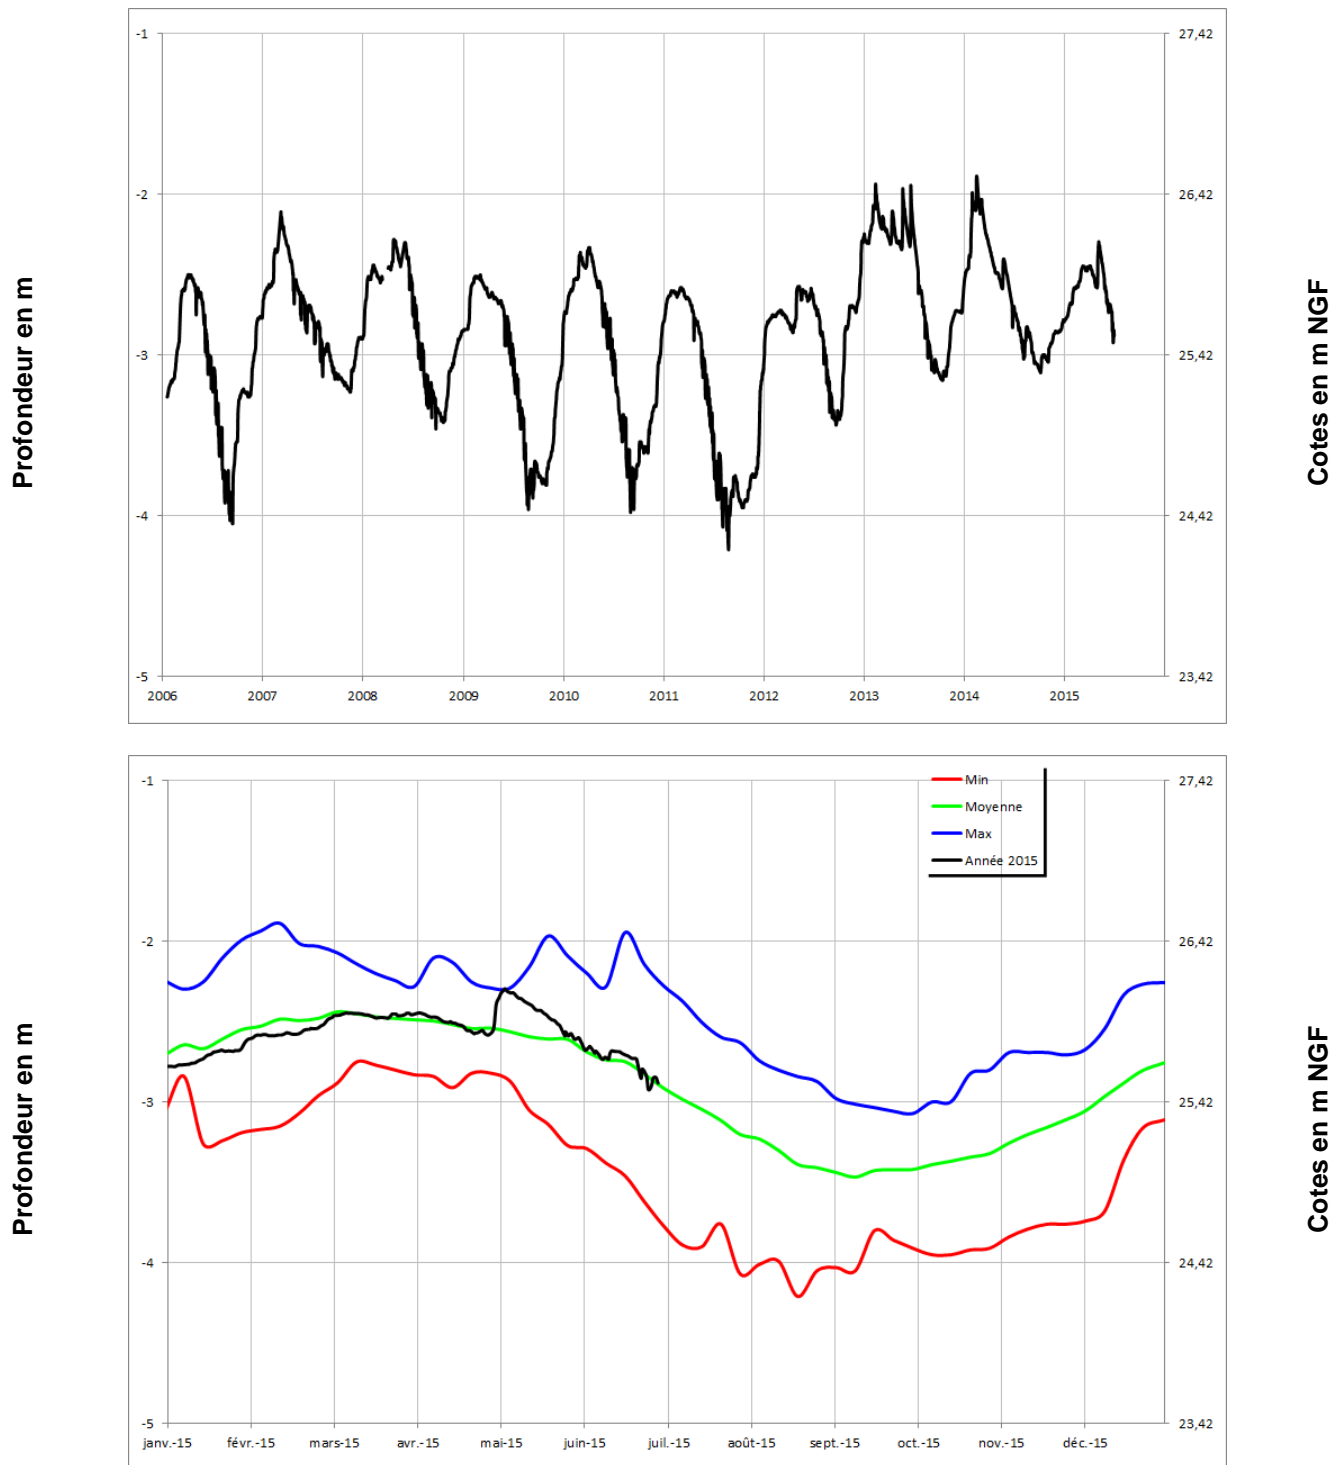 Profondeur en m
-1
-2
-3
-4
-5
27,42
26,42
25,42
24,42
23,42
2006 2007 2008 2009 2010 2011 2012 2013 2014 2015
Cotes en m NGF
Profondeur en m
-1
-2
-3
-4
-5
Min
Moyenne
Max
Année 2015
27,42
26,42
25,42
24,42
23,42
janv.-15 févr.-15 mars-15 avr.-15 mai-15 juin-15 juil.-15 août-15 sept.-15 oct.-15 nov.-15 déc.-15
Cotes en m NGF